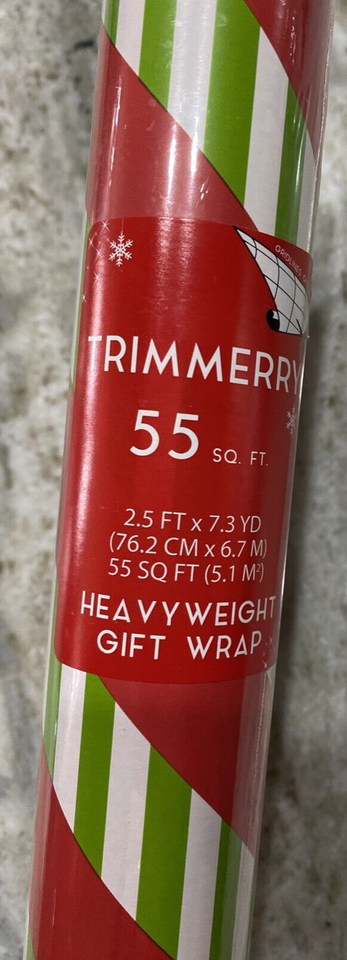 GRIDLINES
TRIMMERRY
55 SQ. FT.
2.5 FT x 7.3 YD
(76.2 CM x 6.7 M)
55 SQ FT (5.1 M²)
HEAVYWEIGHT
GIFT WRAP